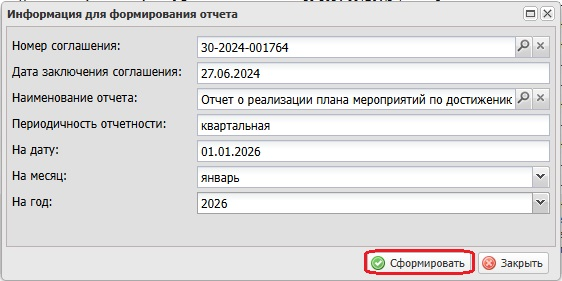 Информация для формирования отчета
Номер соглашения: 30-2024-001764
Дата заключения соглашения: 27.06.2024
Наименование отчета: Отчет о реализации плана мероприятий по достижению
Периодичность отчетности: квартальная
На дату: 01.01.2026
На месяц: январь
На год: 2026
Сформировать Закрыть